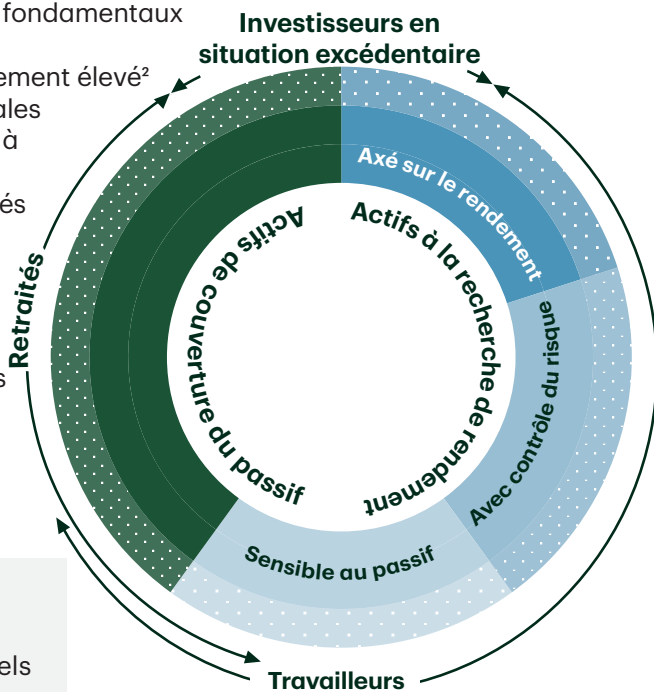 fondamentaux
Investisseurs en
situation excédentaire
ement élevé²
ales
à
és
Axé sur le rendement
Actifs de couverture du passif
Actifs à la recherche de rendement
Retraités
Avec contrôle du risque
s
Sensible au passif
els
Travailleurs